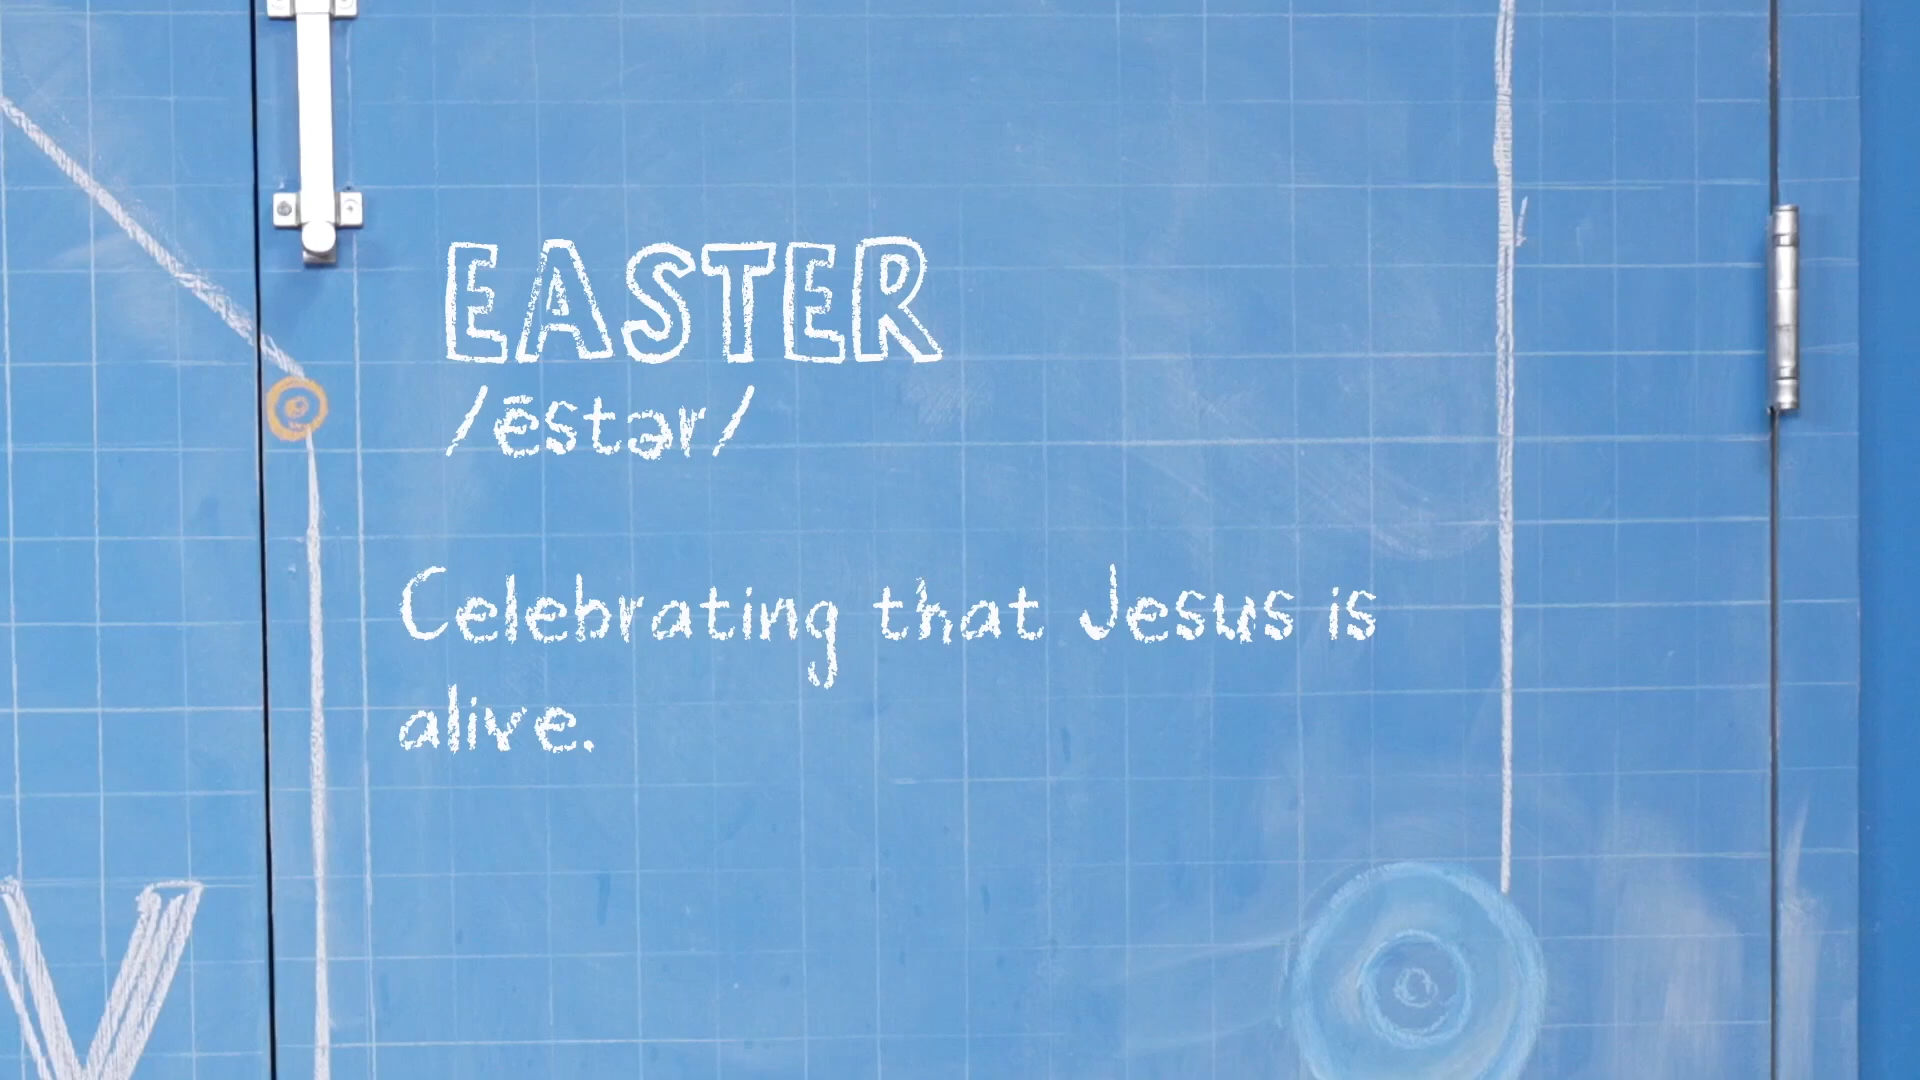 EASTER
/ēstər/
Celebrating that Jesus is
alive.